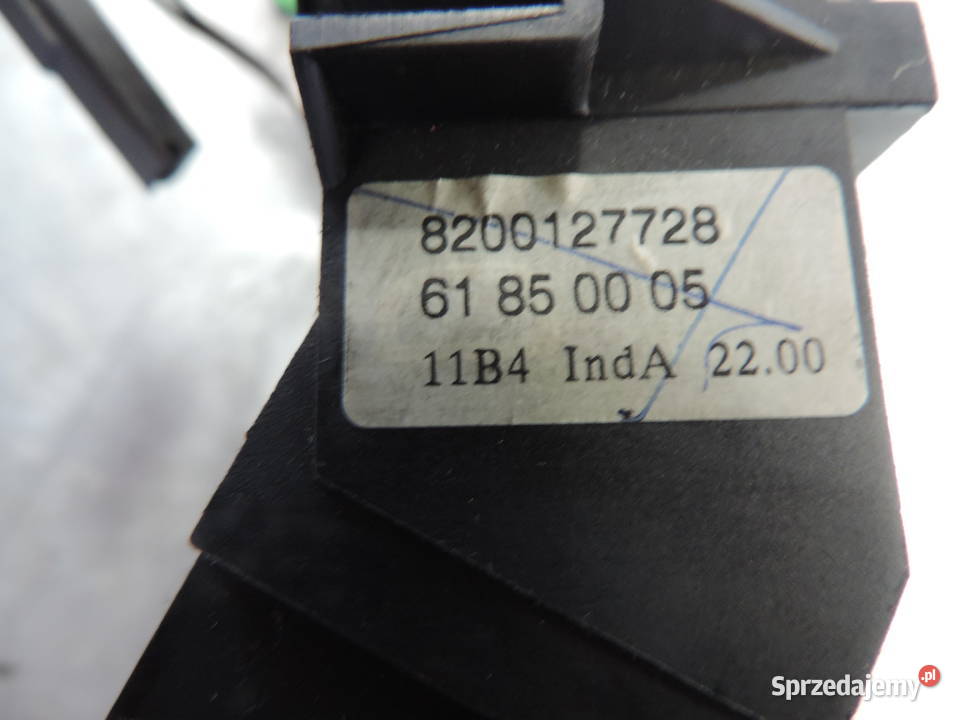 8200127728
61 85 00 05
11B4 IndA 22.00
Sprzedajemy.pl